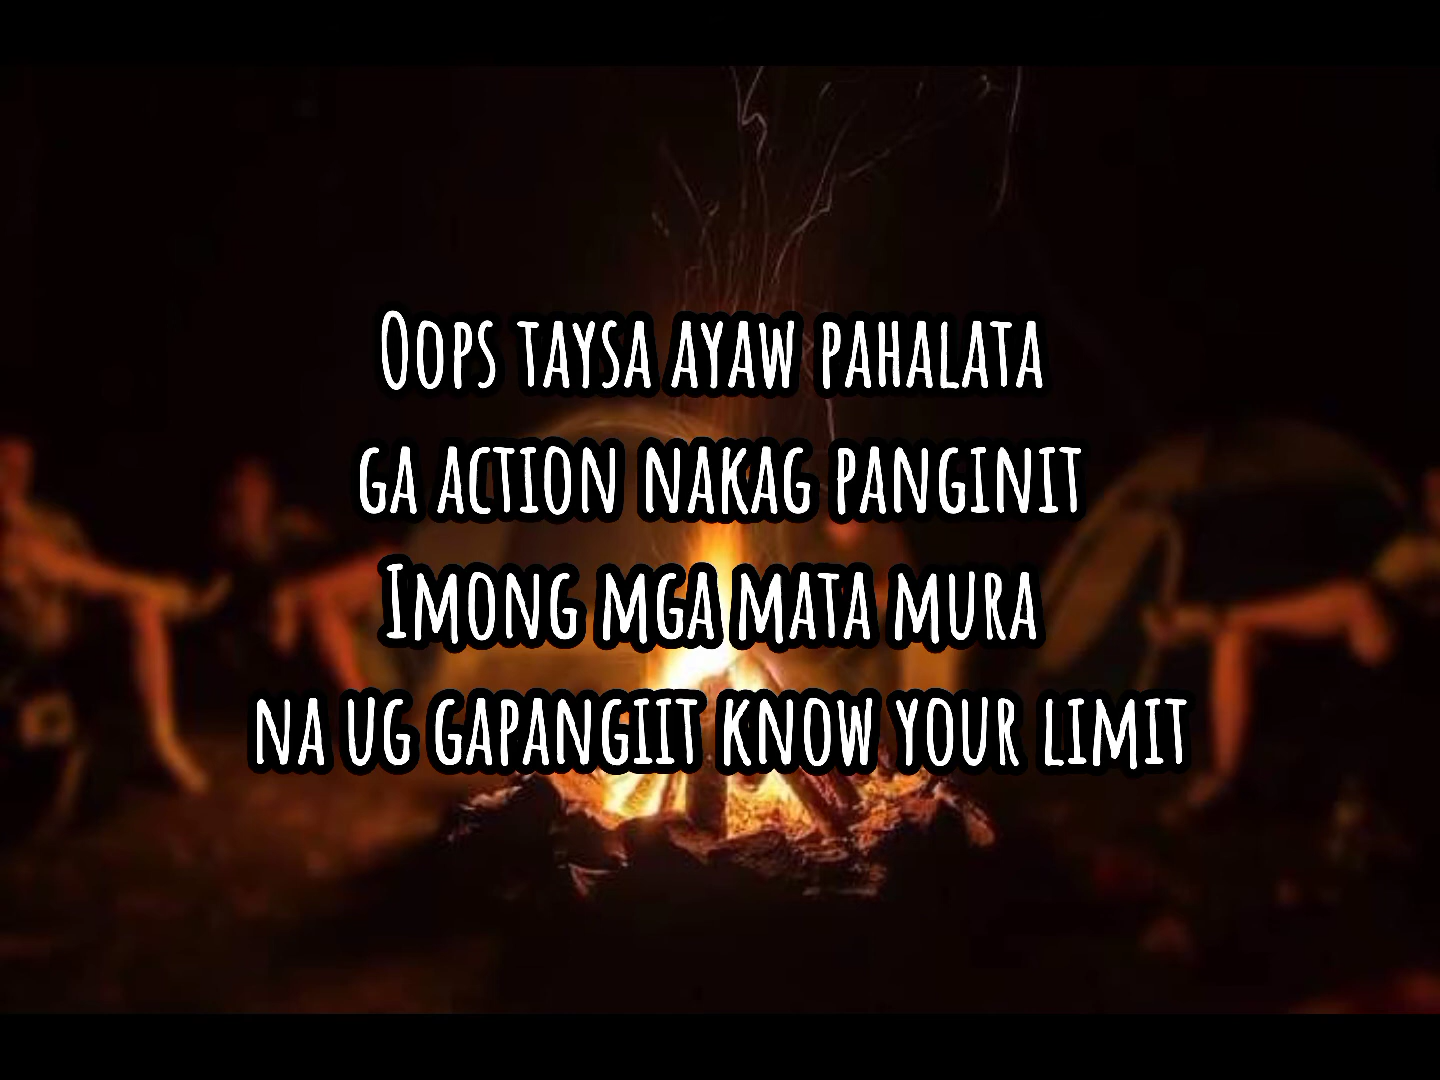 Oops taysa ayaw pahalata
ga action nakag panginit
Imong mga mata mura
na ug gapangiit know your limit